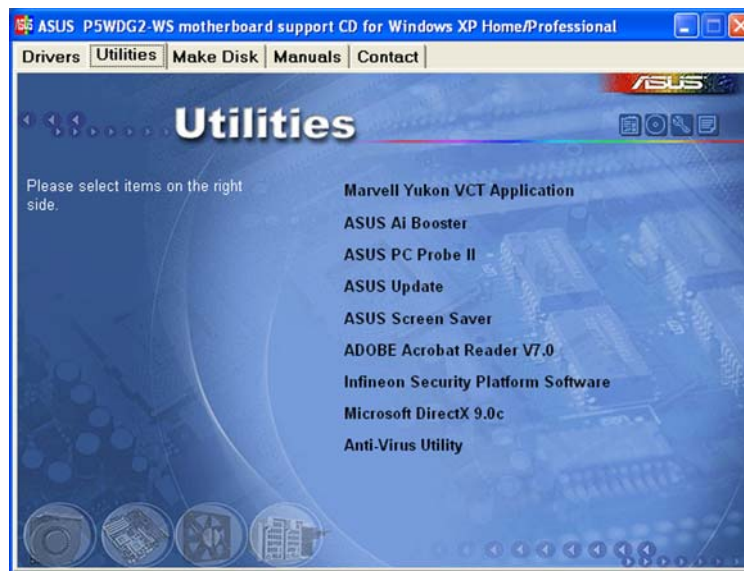 ASUS P5WDG2-WS motherboard support CD for Windows XP Home/Professional
Drivers Utilities Make Disk Manuals Contact
ASUS
Utilities
Please select items on the right
side.
Marvell Yukon VCT Application
ASUS Ai Booster
ASUS PC Probe II
ASUS Update
ASUS Screen Saver
ADOBE Acrobat Reader V7.0
Infineon Security Platform Software
Microsoft DirectX 9.0c
Anti-Virus Utility